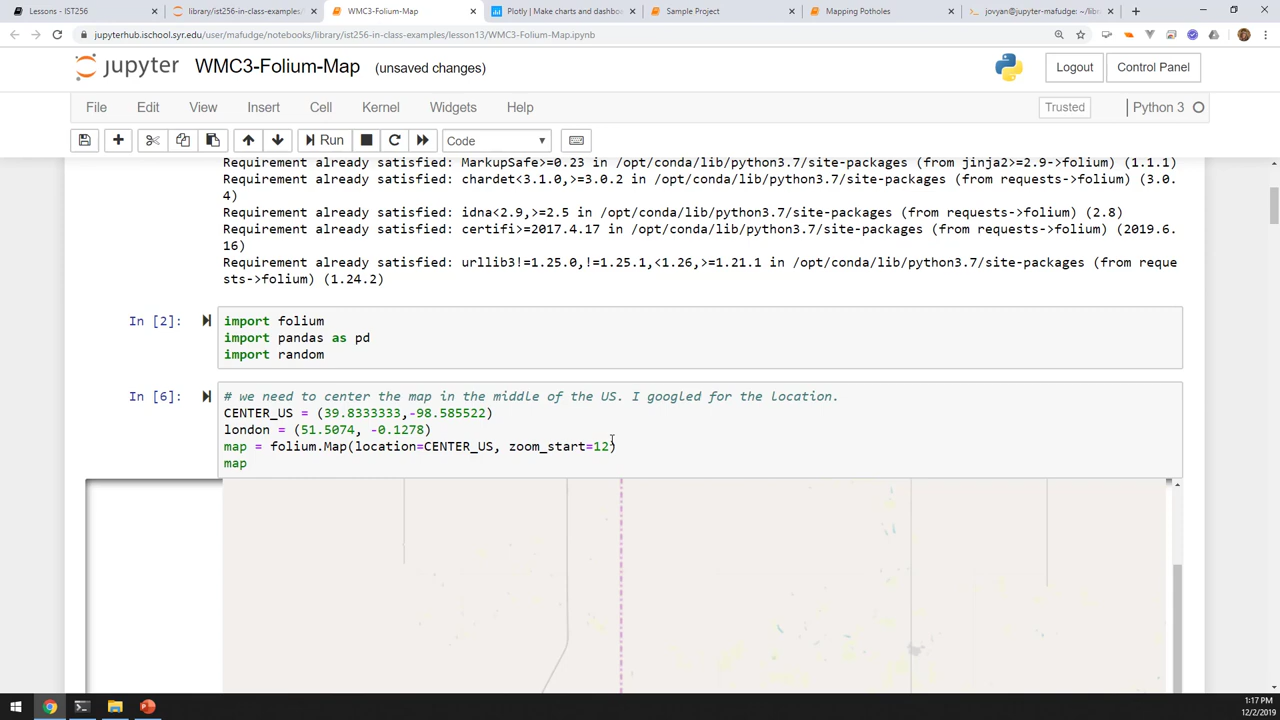 Lessons - IST256
library/ist256-in-class-examples/
WMC3-Folium-Map
Plotly | Make charts and dashbo
Sample Project
Mapping Potholes
jovyan@jupyter-mafudge: ~/libr
jupyterhub.ischool.syr.edu/user/mafudge/notebooks/library/ist256-in-class-examples/lesson13/WMC3-Folium-Map.ipynb
jupyter WMC3-Folium-Map (unsaved changes)
Logout
Control Panel
File Edit View Insert Cell Kernel Widgets Help
Trusted
Python 3
Run
Code
Requirement already satisfied: MarkupSafe>=0.23 in /opt/conda/lib/python3.7/site-packages (from jinja2>=2.9->folium) (1.1.1)
Requirement already satisfied: chardet<3.1.0,>=3.0.2 in /opt/conda/lib/python3.7/site-packages (from requests->folium) (3.0.
4)
Requirement already satisfied: idna<2.9,>=2.5 in /opt/conda/lib/python3.7/site-packages (from requests->folium) (2.8)
Requirement already satisfied: certifi>=2017.4.17 in /opt/conda/lib/python3.7/site-packages (from requests->folium) (2019.6.
16)
Requirement already satisfied: urllib3!=1.25.0,!=1.25.1,<1.26,>=1.21.1 in /opt/conda/lib/python3.7/site-packages (from reque
sts->folium) (1.24.2)
In [2]:
import folium
import pandas as pd
import random
In [6]:
# we need to center the map in the middle of the US. I googled for the location.
CENTER_US = (39.8333333,-98.585522)
london = (51.5074, -0.1278)
map = folium.Map(location=CENTER_US, zoom_start=12)
map
1:17 PM
12/2/2019